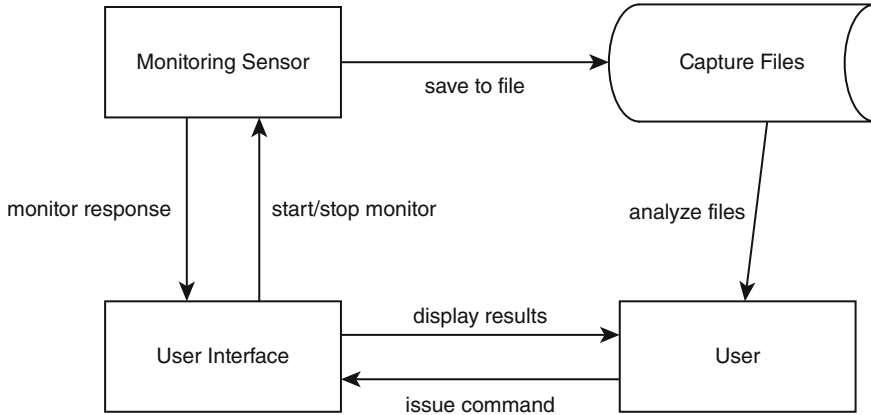 Monitoring Sensor
Capture Files
save to file
monitor response
start/stop monitor
analyze files
display results
User Interface
User
issue command